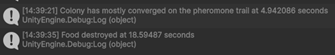 [14:39:21] Colony has mostly converged on the pheromone trail at 4.942086 seconds
UnityEngine.Debug:Log (object)
[14:39:35] Food destroyed at 18.59487 seconds
UnityEngine.Debug:Log (object)